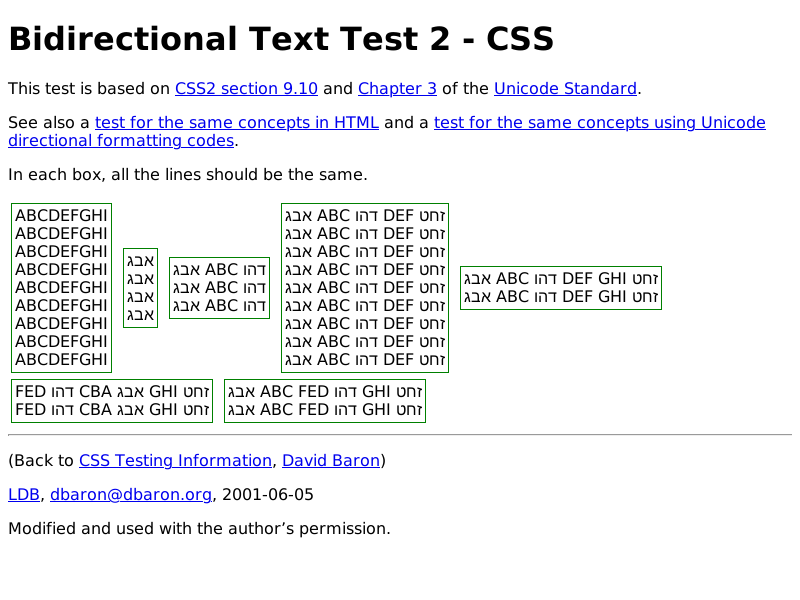 Bidirectional Text Test 2 - CSS
This test is based on CSS2 section 9.10 and Chapter 3 of the Unicode Standard.
See also a test for the same concepts in HTML and a test for the same concepts using Unicode
directional formatting codes.
In each box, all the lines should be the same.
ABCDEFGHI
ABCDEFGHI
ABCDEFGHI
ABCDEFGHI
ABCDEFGHI
ABCDEFGHI
ABCDEFGHI
ABCDEFGHI
ABCDEFGHI
אבג
אבג
אבג
אבג
אבג ABC דהו
אבג ABC דהו
אבג ABC דהו
אבג ABC דהו DEF זחט
אבג ABC דהו DEF זחט
אבג ABC דהו DEF זחט
אבג ABC דהו DEF זחט
אבג ABC דהו DEF זחט
אבג ABC דהו DEF זחט
אבג ABC דהו DEF זחט
אבג ABC דהו DEF זחט
אבג ABC דהו DEF זחט
אבג ABC דהו DEF GHI זחט
אבג ABC דהו DEF GHI זחט
FED דהו CBA אבג GHI זחט
FED דהו CBA אבג GHI זחט
אבג ABC FED דהו GHI זחט
אבג ABC FED דהו GHI זחט
(Back to CSS Testing Information, David Baron)
LDB, dbaron@dbaron.org, 2001-06-05
Modified and used with the author’s permission.